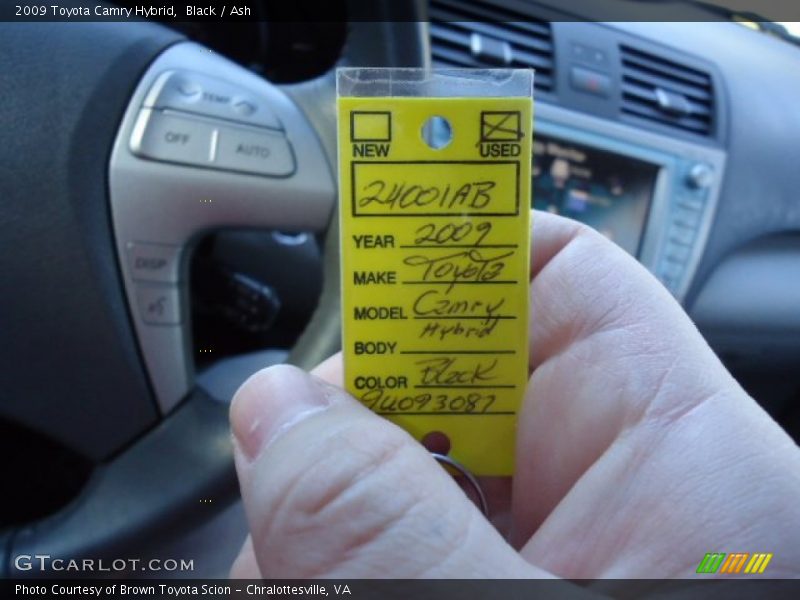 2009 Toyota Camry Hybrid, Black / Ash
TEMP
OFF AUTO
DISP
NEW USED
24001AB
YEAR 2009
MAKE Toyota
MODEL Camry
Hybrid
BODY
COLOR Black
9U093087
GTCARLOT.COM
Photo Courtesy of Brown Toyota Scion - Chralottesville, VA